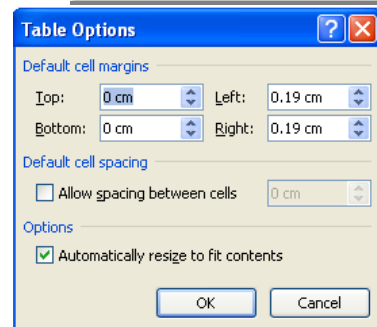 Table Options
Default cell margins
Top: 0 cm Left: 0.19 cm
Bottom: 0 cm Right: 0.19 cm
Default cell spacing
Allow spacing between cells 0 cm
Options
Automatically resize to fit contents
OK Cancel